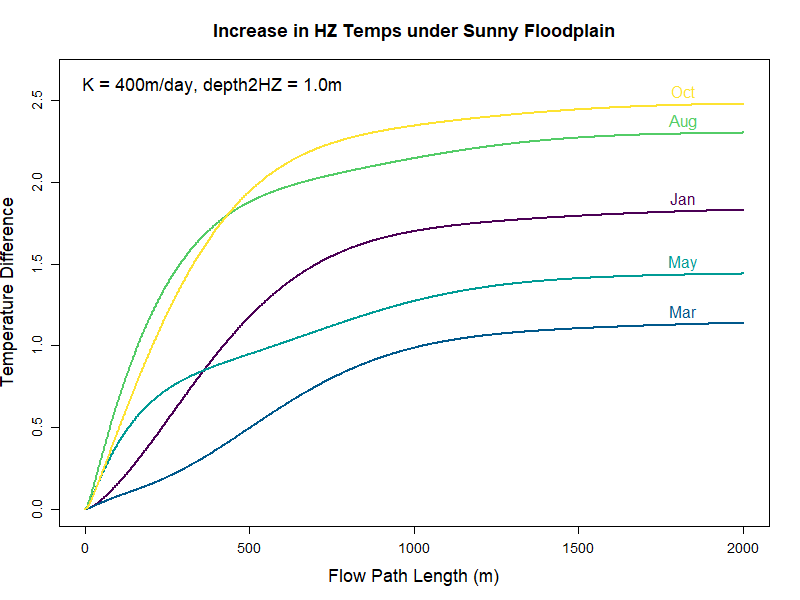 Increase in HZ Temps under Sunny Floodplain
K = 400m/day, depth2HZ = 1.0m
Oct
Aug
Jan
May
Mar
2.5
2.0
1.5
1.0
0.5
0.0
Temperature Difference
0 500 1000 1500 2000
Flow Path Length (m)